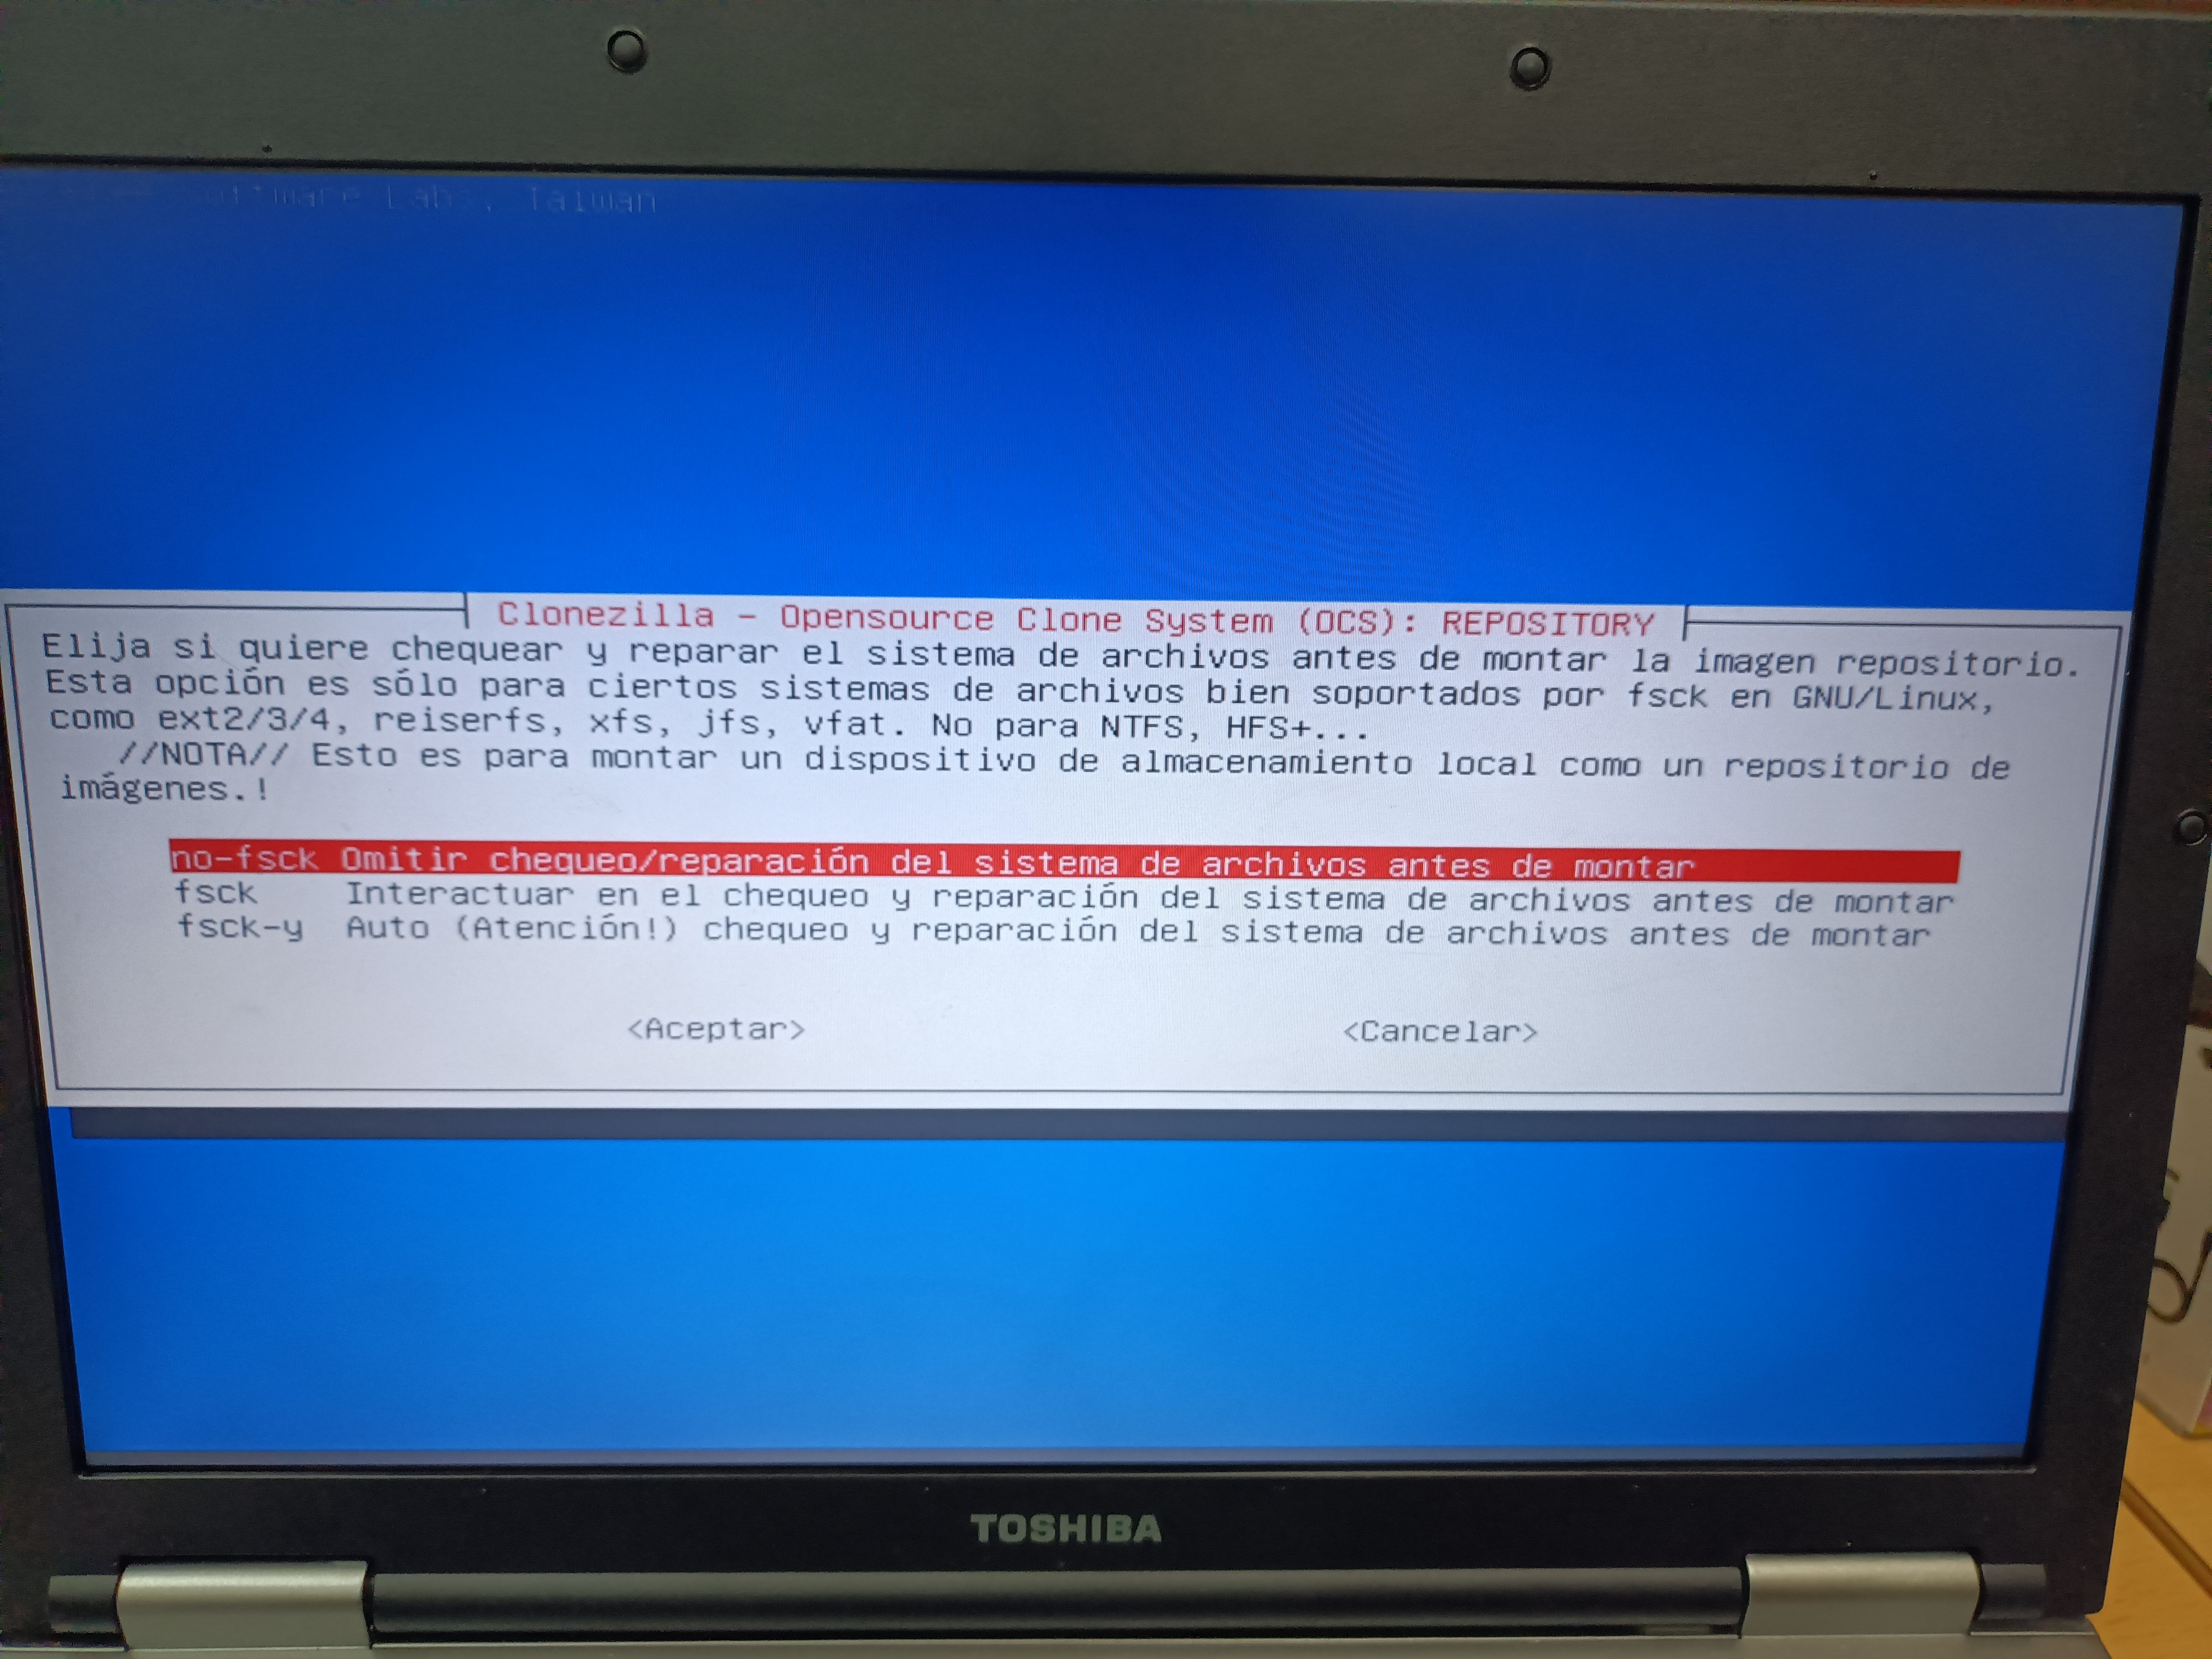 Software Labs, Taiwan
Clonezilla - Opensource Clone System (OCS): REPOSITORY
Elija si quiere chequear y reparar el sistema de archivos antes de montar la imagen repositorio.
Esta opción es sólo para ciertos sistemas de archivos bien soportados por fsck en GNU/Linux,
como ext2/3/4, reiserfs, xfs, jfs, vfat. No para NTFS, HFS+...
//NOTA// Esto es para montar un dispositivo de almacenamiento local como un repositorio de
imágenes.!
no-fsck Omitir chequeo/reparación del sistema de archivos antes de montar
fsck Interactuar en el chequeo y reparación del sistema de archivos antes de montar
fsck-y Auto (Atención!) chequeo y reparación del sistema de archivos antes de montar
<Aceptar> <Cancelar>
TOSHIBA